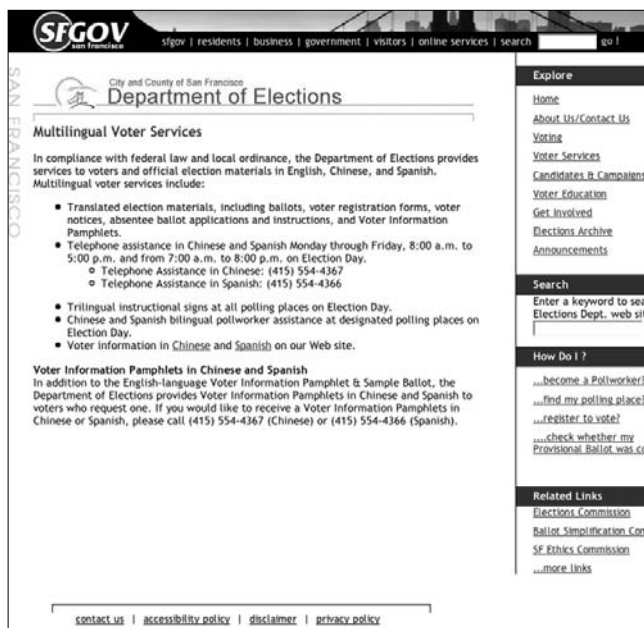 SFGOV
san francisco
sfgov | residents | business | government | visitors | online services | search
go !
SAN FRANCISCO
City and County of San Francisco
Department of Elections
Multilingual Voter Services
In compliance with federal law and local ordinance, the Department of Elections provides
services to voters and official election materials in English, Chinese, and Spanish.
Multilingual voter services include:
• Translated election materials, including ballots, voter registration forms, voter
notices, absentee ballot applications and instructions, and Voter Information
Pamphlets.
• Telephone assistance in Chinese and Spanish Monday through Friday, 8:00 a.m. to
5:00 p.m. and from 7:00 a.m. to 8:00 p.m. on Election Day.
o Telephone Assistance in Chinese: (415) 554-4367
o Telephone Assistance in Spanish: (415) 554-4366
• Trilingual instructional signs at all polling places on Election Day.
• Chinese and Spanish bilingual pollworker assistance at designated polling places on
Election Day.
• Voter information in Chinese and Spanish on our Web site.
Voter Information Pamphlets in Chinese and Spanish
In addition to the English-language Voter Information Pamphlet & Sample Ballot, the
Department of Elections provides Voter Information Pamphlets in Chinese and Spanish to
voters who request one. If you would like to receive a Voter Information Pamphlets in
Chinese or Spanish, please call (415) 554-4367 (Chinese) or (415) 554-4366 (Spanish).
Explore
Home
About Us/Contact Us
Voting
Voter Services
Candidates & Campaigns
Voter Education
Get Involved
Elections Archive
Announcements
Search
Enter a keyword to sea
Elections Dept. web sit
How Do I ?
...become a Pollworker?
...find my polling place?
...register to vote?
....check whether my
Provisional Ballot was co
Related Links
Elections Commission
Ballot Simplification Com
SF Ethics Commission
...more links
contact us | accessibility policy | disclaimer | privacy policy